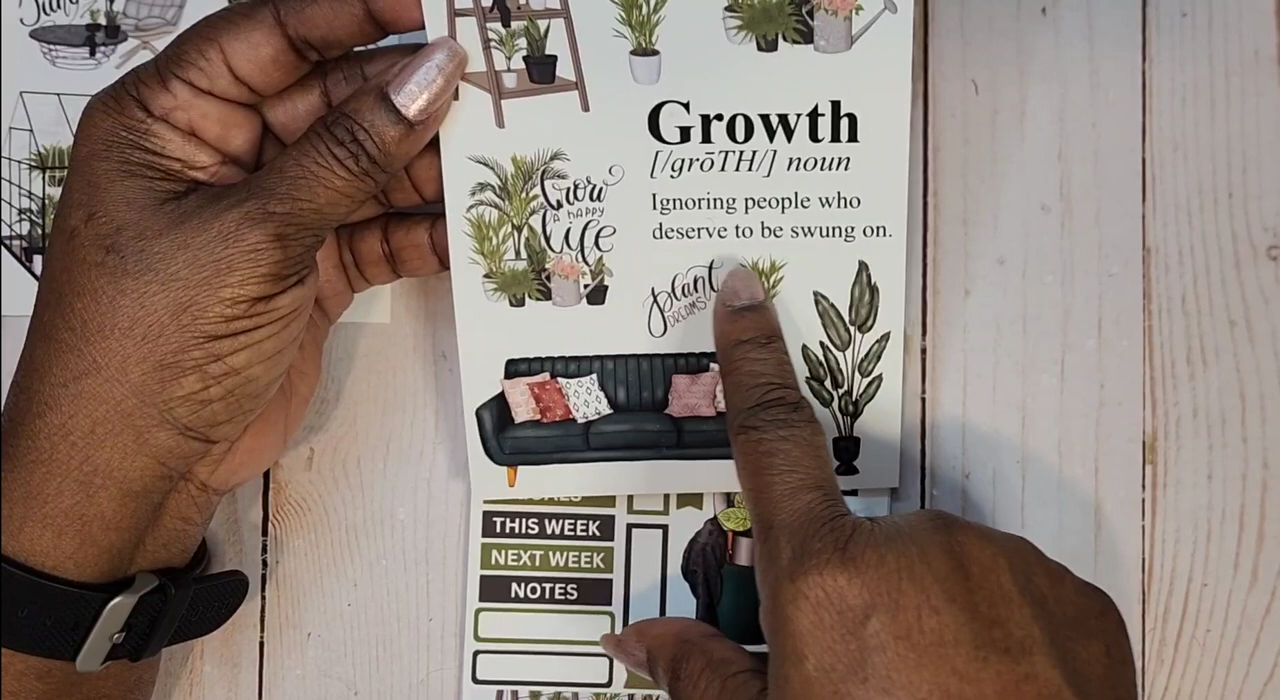 Growth
[/grōTH/] noun
Ignoring people who
deserve to be swung on.
Grow
A HAPPY
Life
plant
DREAMS
THIS WEEK
NEXT WEEK
NOTES